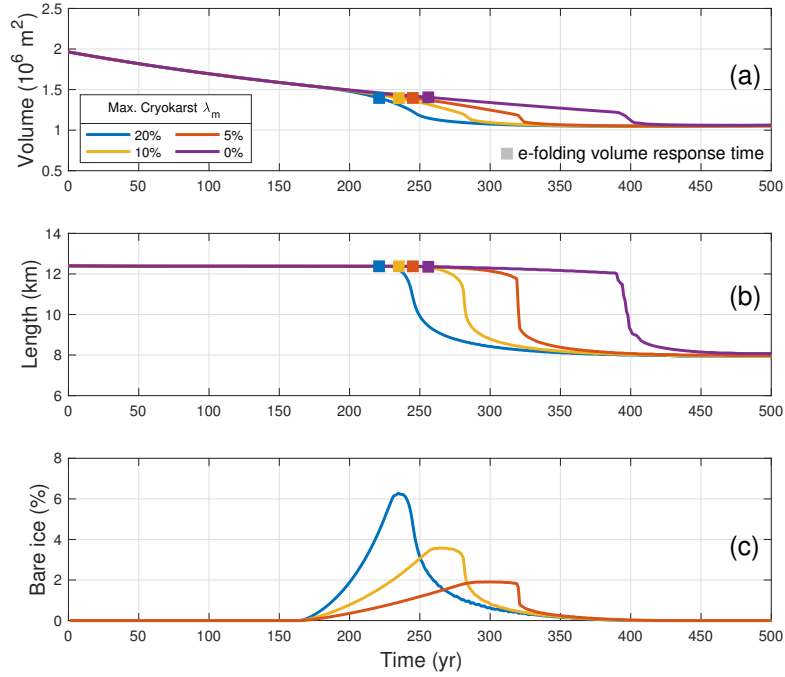 2.5
2
1.5
1
0.5
Volume (10⁶ m²)
(a)
Max. Cryokarst λm
20% 5%
10% 0%
e-folding volume response time
0 50 100 150 200 250 300 350 400 450 500
14
12
10
8
6
Length (km)
(b)
0 50 100 150 200 250 300 350 400 450 500
8
6
4
2
0
Bare ice (%)
(c)
0 50 100 150 200 250 300 350 400 450 500
Time (yr)